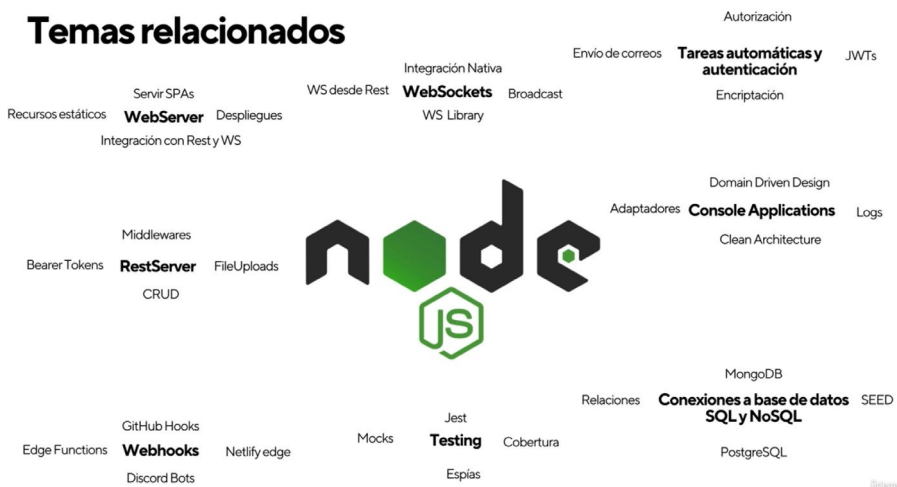 Temas relacionados
Autorización
Envío de correos
Tareas automáticas y
autenticación
JWTs
Encriptación
Integración Nativa
WS desde Rest
WebSockets
Broadcast
WS Library
Servir SPAs
Recursos estáticos
WebServer
Despliegues
Integración con Rest y WS
Domain Driven Design
Adaptadores
Console Applications
Logs
Clean Architecture
Middlewares
Bearer Tokens
RestServer
FileUploads
CRUD
node
JS
MongoDB
Relaciones
Conexiones a base de datos
SQL y NoSQL
SEED
PostgreSQL
GitHub Hooks
Edge Functions
Webhooks
Netlify edge
Discord Bots
Jest
Mocks
Testing
Cobertura
Espías